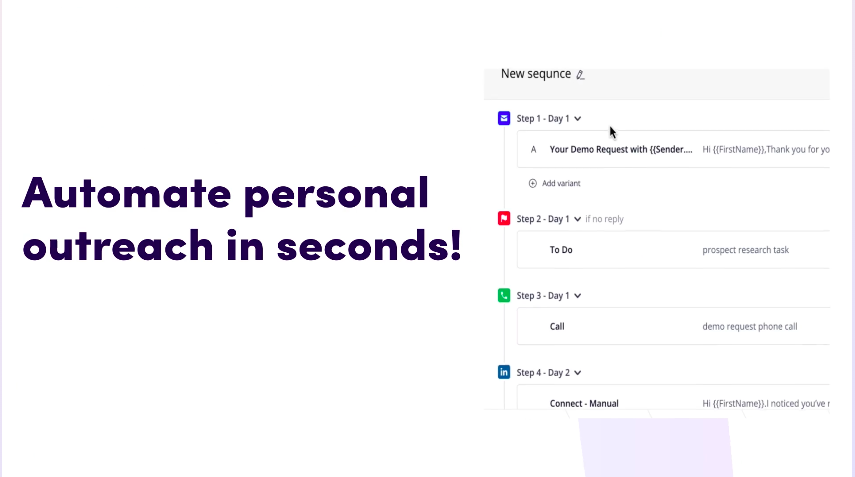 Automate personal
outreach in seconds!
New sequnce
Step 1 - Day 1
A Your Demo Request with {{Sender.... Hi {{FirstName}},Thank you for yo
Add variant
Step 2 - Day 1 if no reply
To Do prospect research task
Step 3 - Day 1
Call demo request phone call
in Step 4 - Day 2
Connect - Manual Hi {{FirstName}}.I noticed you've r